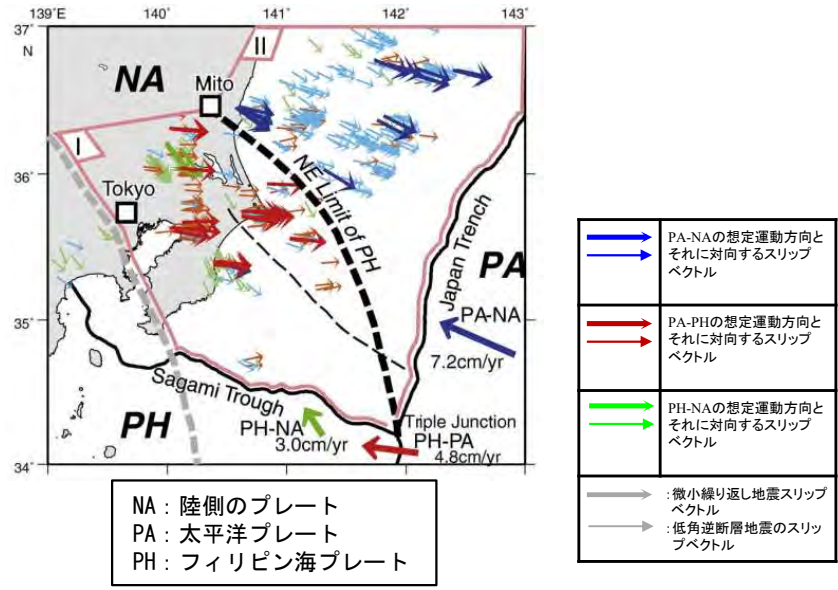 139°E
140°
141°
142°
143°
37°
N
36°
35°
34°
NA
II
Mito
I
Tokyo
NE Limit of PH
Japan Trench
PA
PA-NA
7.2cm/yr
Sagami Trough
PH-NA
3.0cm/yr
PH
Triple Junction
PH-PA
4.8cm/yr
NA：陸側のプレート
PA：太平洋プレート
PH：フィリピン海プレート
PA-NAの想定運動方向と
それに対向するスリップ
ベクトル
PA-PHの想定運動方向と
それに対向するスリップ
ベクトル
PH-NAの想定運動方向と
それに対向するスリップ
ベクトル
：微小繰り返し地震スリップ
ベクトル
：低角逆断層地震のスリッ
プベクトル